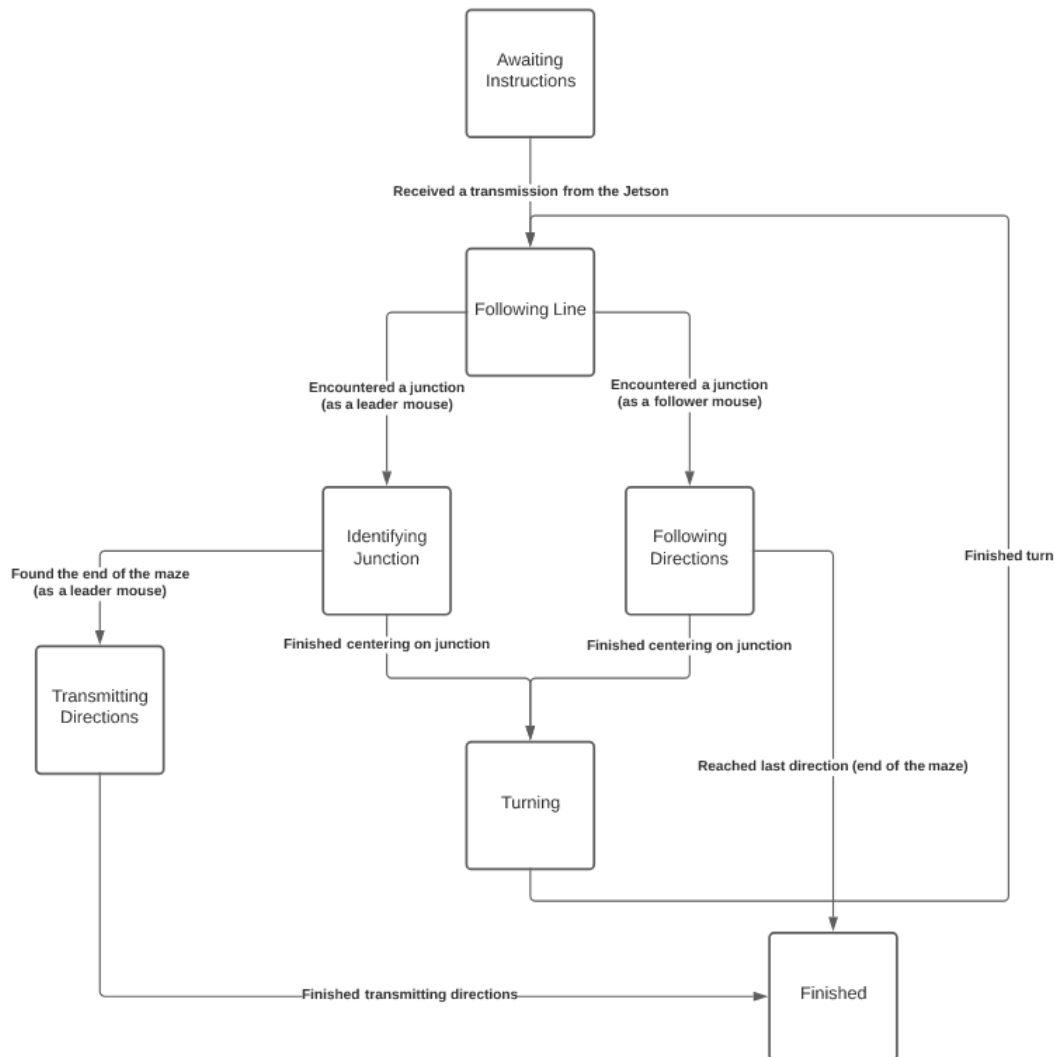 Awaiting
Instructions
Received a transmission from the Jetson
Following Line
Encountered a junction
(as a leader mouse)
Encountered a junction
(as a follower mouse)
Identifying
Junction
Following
Directions
Finished turn
Found the end of the maze
(as a leader mouse)
Finished centering on junction
Finished centering on junction
Transmitting
Directions
Reached last direction (end of the maze)
Turning
Finished transmitting directions
Finished